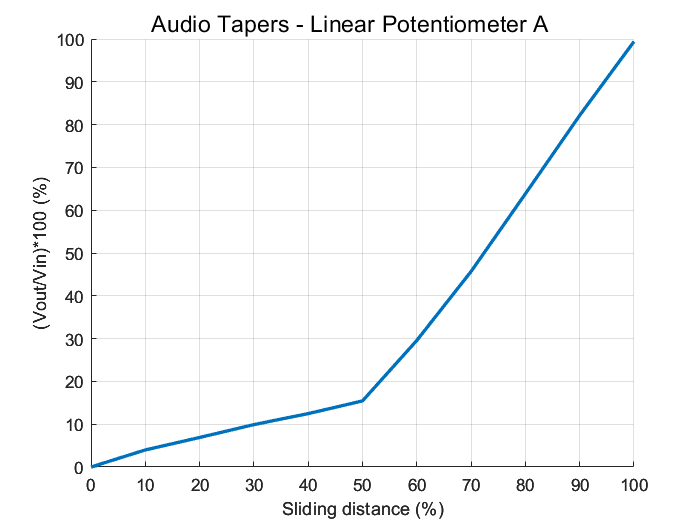 Audio Tapers - Linear Potentiometer A
(Vout/Vin)*100 (%)
100
90
80
70
60
50
40
30
20
10
0
0 10 20 30 40 50 60 70 80 90 100
Sliding distance (%)